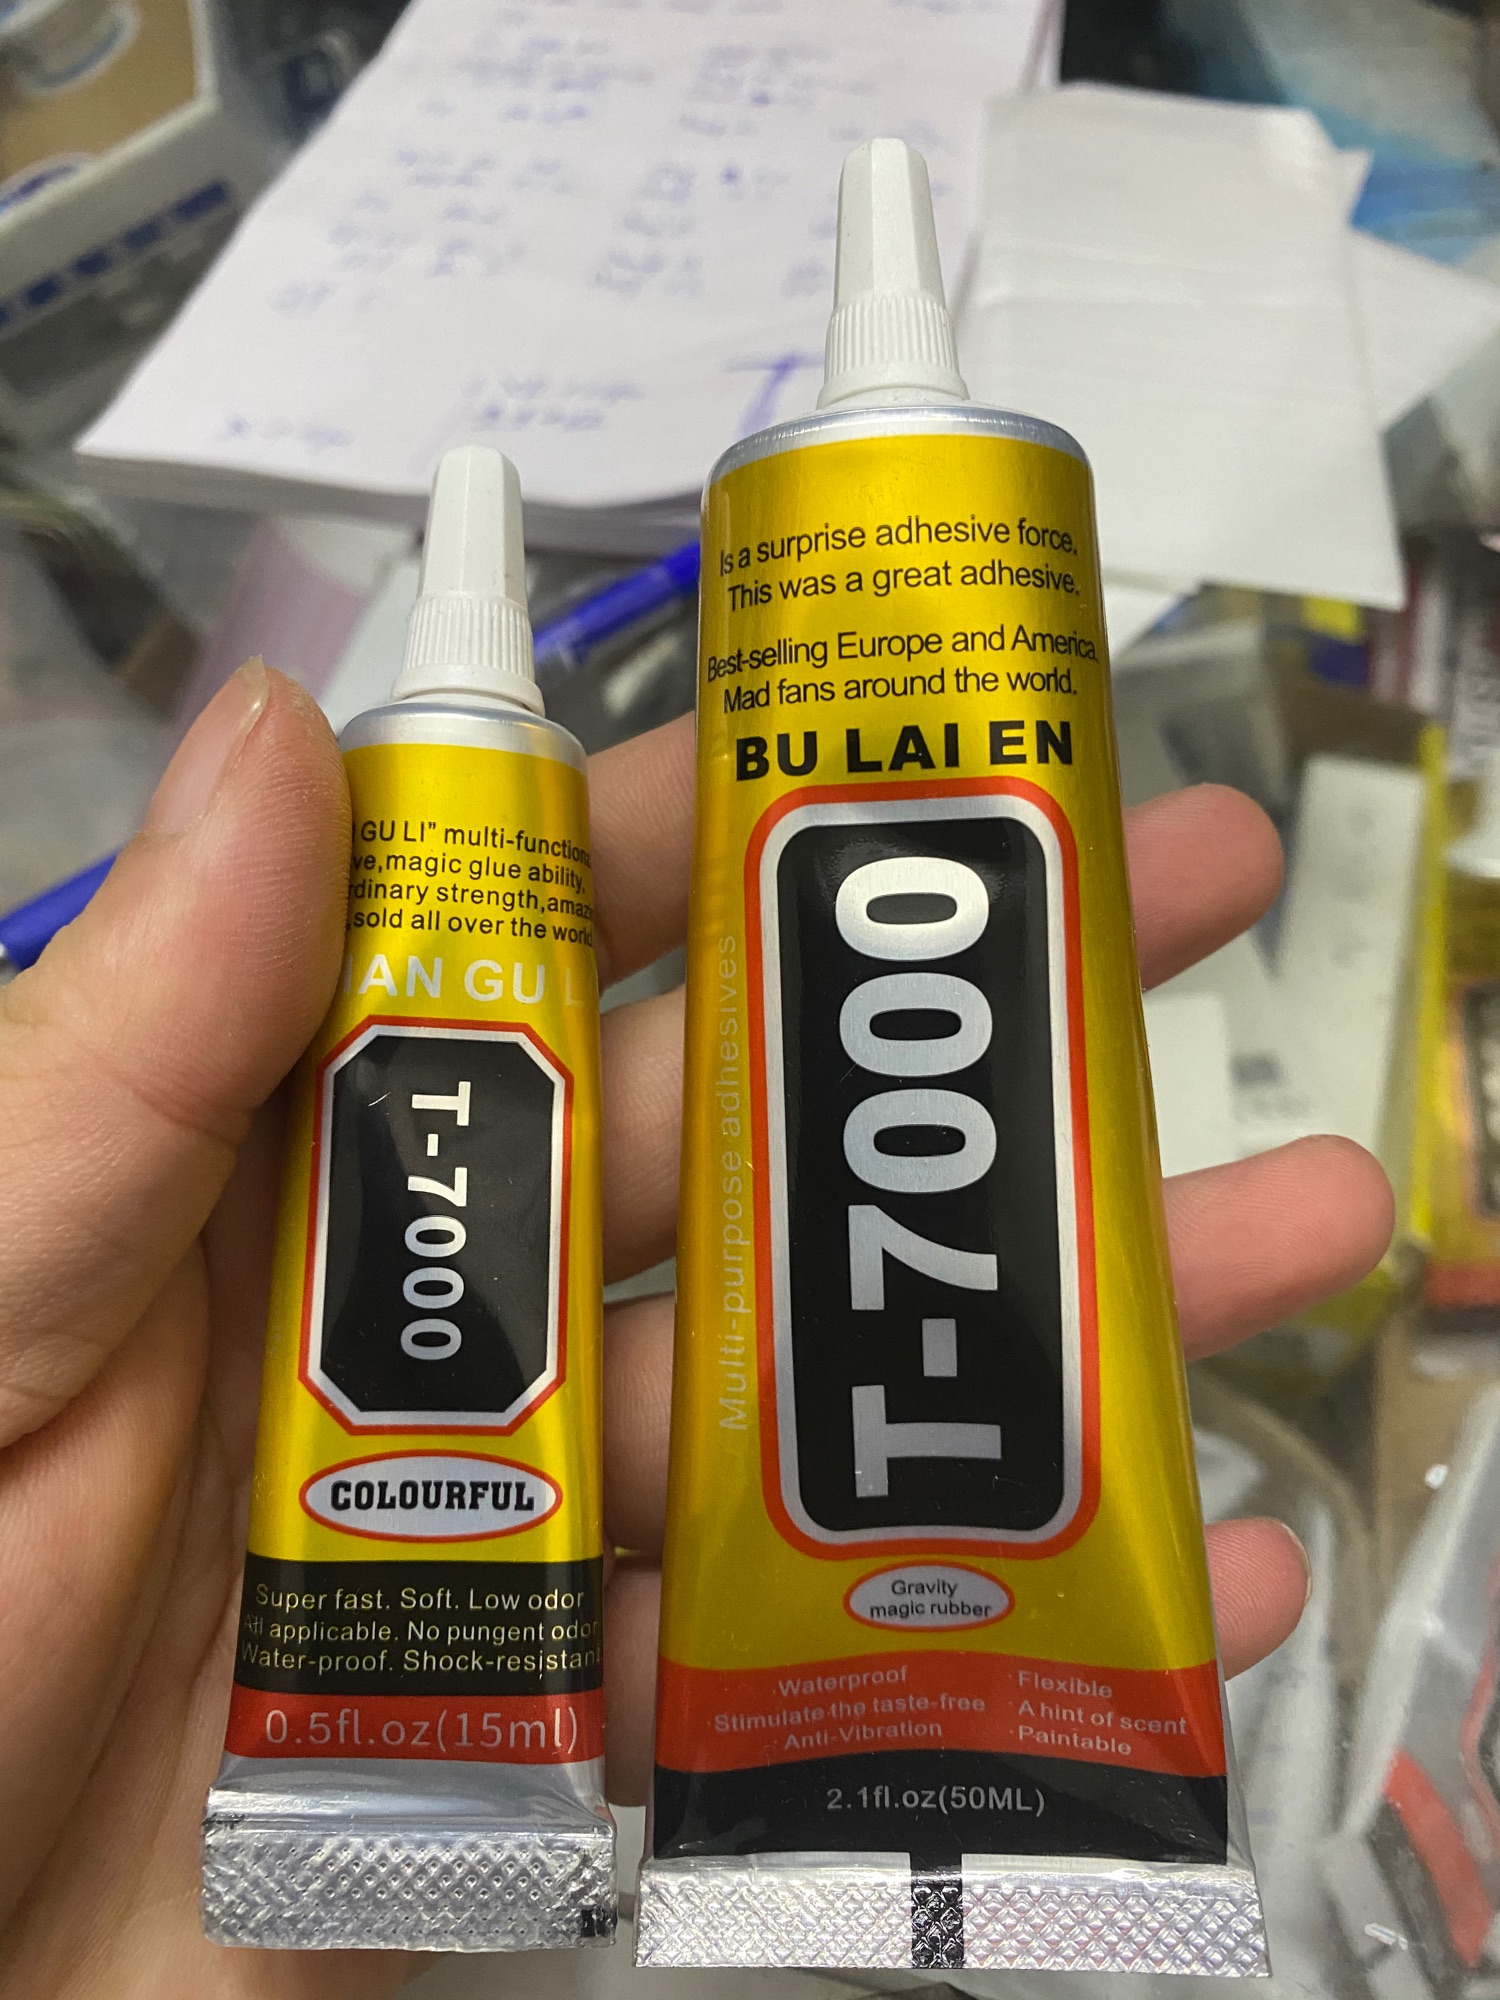 GU LI" multi-function
ve,magic glue ability,
rdinary strength,amaz
,sold all over the world
IAN GU L
T-7000
COLOURFUL
Super fast. Soft. Low odor
All applicable. No pungent odor
Water-proof. Shock-resistant
0.5fl.oz(15ml)
Is a surprise adhesive force.
This was a great adhesive.
Best-selling Europe and America.
Mad fans around the world.
BU LAI EN
Multi-purpose adhesives
T-7000
Gravity
magic rubber
·Waterproof
·Stimulate the taste-free
·Anti-Vibration
·Flexible
·A hint of scent
·Paintable
2.1fl.oz(50ML)